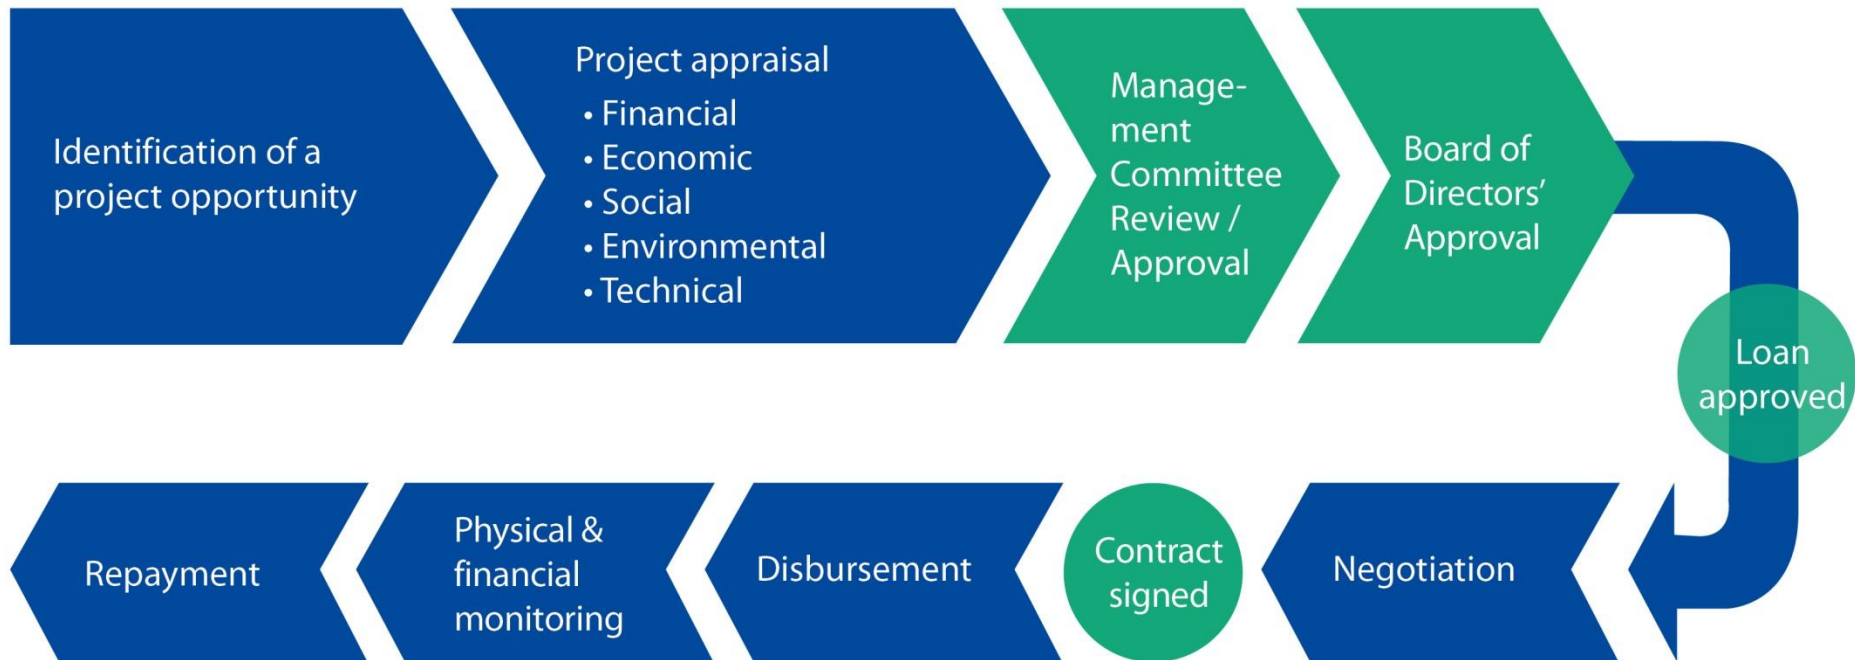 Identification of a
project opportunity
Project appraisal
• Financial
• Economic
• Social
• Environmental
• Technical
Manage-
ment
Committee
Review /
Approval
Board of
Directors’
Approval
Loan
approved
Negotiation
Contract
signed
Disbursement
Physical &
financial
monitoring
Repayment